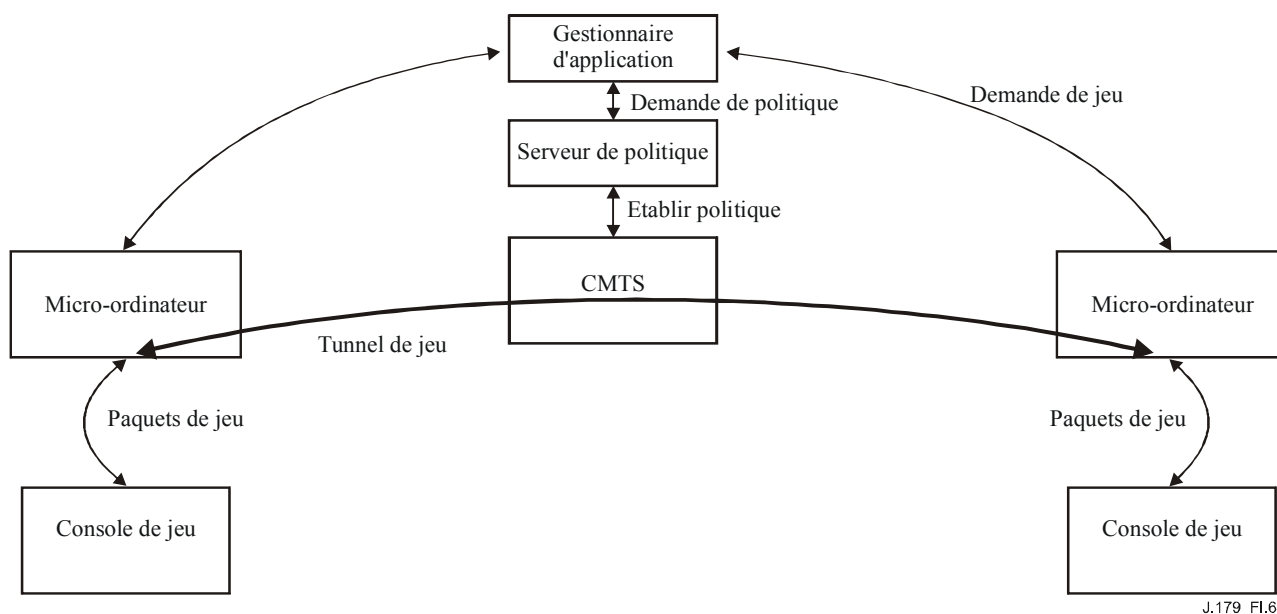 Gestionnaire
d'application
Demande de politique
Demande de jeu
Serveur de politique
Etablir politique
Micro-ordinateur
CMTS
Micro-ordinateur
Tunnel de jeu
Paquets de jeu
Paquets de jeu
Console de jeu
Console de jeu
J.179_FI.6